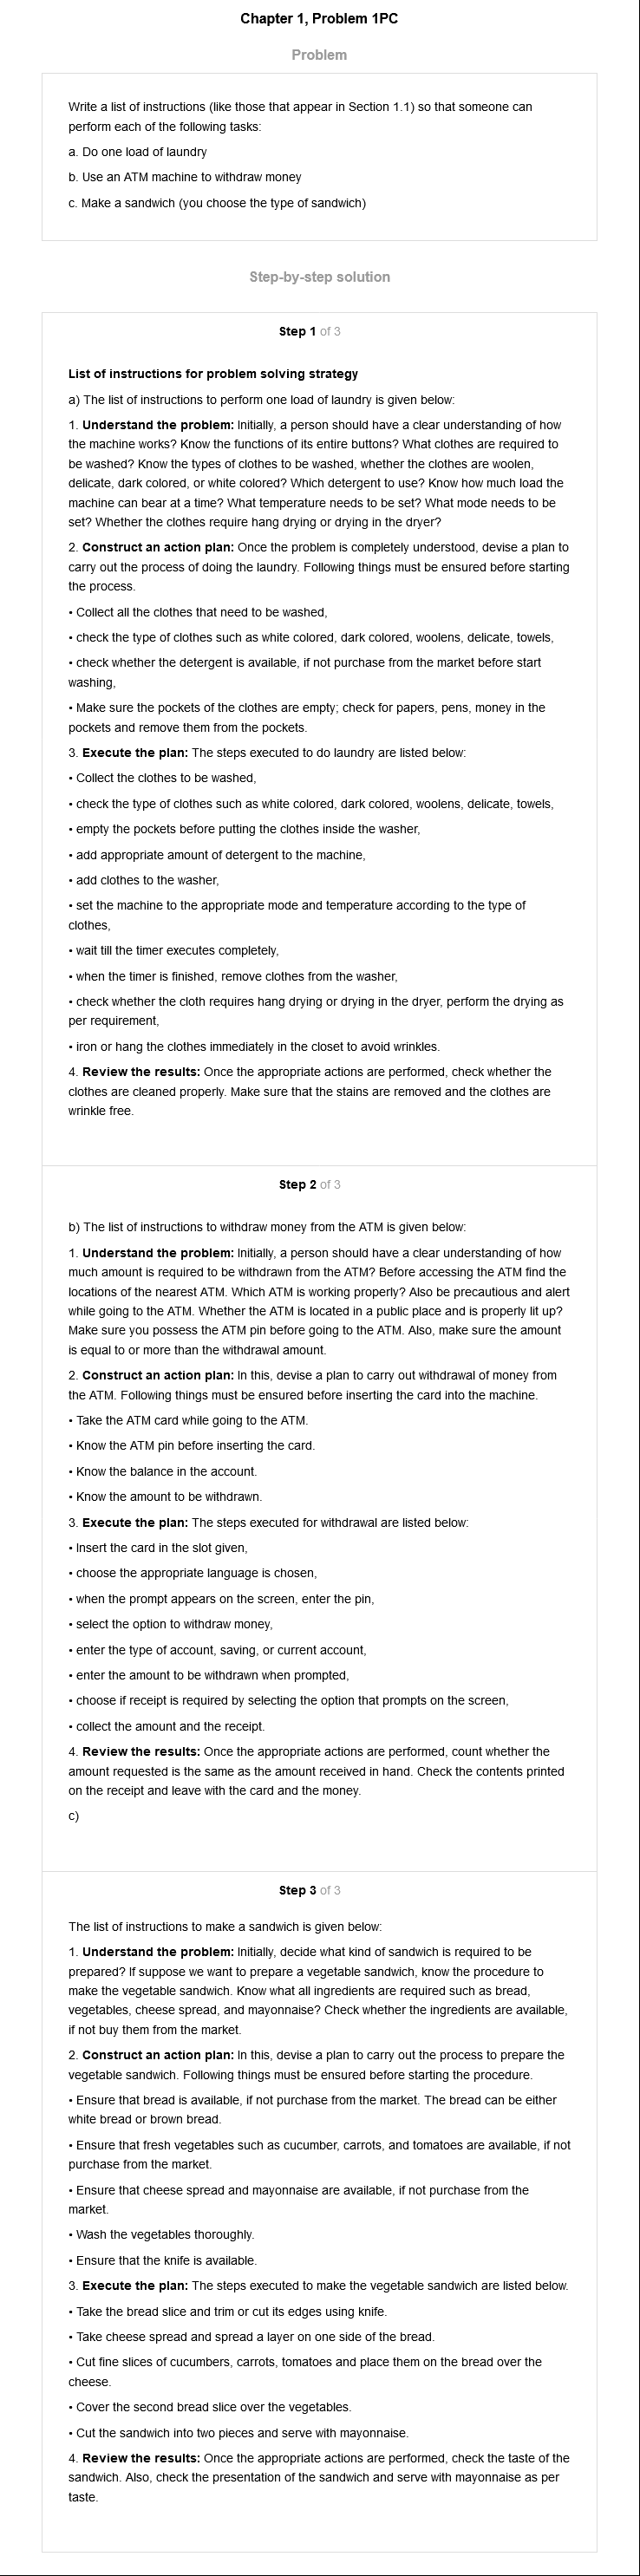 Chapter 1, Problem 1PC
Problem
Write a list of instructions (like those that appear in Section 1.1) so that someone can
perform each of the following tasks:
a. Do one load of laundry
b. Use an ATM machine to withdraw money
c. Make a sandwich (you choose the type of sandwich)
Step-by-step solution
Step 1 of 3
List of instructions for problem solving strategy
a) The list of instructions to perform one load of laundry is given below:
1. Understand the problem: Initially, a person should have a clear understanding of how
the machine works? Know the functions of its entire buttons? What clothes are required to
be washed? Know the types of clothes to be washed, whether the clothes are woolen,
delicate, dark colored, or white colored? Which detergent to use? Know how much load the
machine can bear at a time? What temperature needs to be set? What mode needs to be
set? Whether the clothes require hang drying or drying in the dryer?
2. Construct an action plan: Once the problem is completely understood, devise a plan to
carry out the process of doing the laundry. Following things must be ensured before starting
the process.
• Collect all the clothes that need to be washed,
• check the type of clothes such as white colored, dark colored, woolens, delicate, towels,
• check whether the detergent is available, if not purchase from the market before start
washing,
• Make sure the pockets of the clothes are empty; check for papers, pens, money in the
pockets and remove them from the pockets.
3. Execute the plan: The steps executed to do laundry are listed below:
• Collect the clothes to be washed,
• check the type of clothes such as white colored, dark colored, woolens, delicate, towels,
• empty the pockets before putting the clothes inside the washer,
• add appropriate amount of detergent to the machine,
• add clothes to the washer,
• set the machine to the appropriate mode and temperature according to the type of
clothes,
• wait till the timer executes completely,
• when the timer is finished, remove clothes from the washer,
• check whether the cloth requires hang drying or drying in the dryer, perform the drying as
per requirement,
• iron or hang the clothes immediately in the closet to avoid wrinkles.
4. Review the results: Once the appropriate actions are performed, check whether the
clothes are cleaned properly. Make sure that the stains are removed and the clothes are
wrinkle free.
Step 2 of 3
b) The list of instructions to withdraw money from the ATM is given below:
1. Understand the problem: Initially, a person should have a clear understanding of how
much amount is required to be withdrawn from the ATM? Before accessing the ATM find the
locations of the nearest ATM. Which ATM is working properly? Also be precautious and alert
while going to the ATM. Whether the ATM is located in a public place and is properly lit up?
Make sure you possess the ATM pin before going to the ATM. Also, make sure the amount
is equal to or more than the withdrawal amount.
2. Construct an action plan: In this, devise a plan to carry out withdrawal of money from
the ATM. Following things must be ensured before inserting the card into the machine.
• Take the ATM card while going to the ATM.
• Know the ATM pin before inserting the card.
• Know the balance in the account.
• Know the amount to be withdrawn.
3. Execute the plan: The steps executed for withdrawal are listed below:
• Insert the card in the slot given,
• choose the appropriate language is chosen,
• when the prompt appears on the screen, enter the pin,
• select the option to withdraw money,
• enter the type of account, saving, or current account,
• enter the amount to be withdrawn when prompted,
• choose if receipt is required by selecting the option that prompts on the screen,
• collect the amount and the receipt.
4. Review the results: Once the appropriate actions are performed, count whether the
amount requested is the same as the amount received in hand. Check the contents printed
on the receipt and leave with the card and the money.
c)
Step 3 of 3
The list of instructions to make a sandwich is given below:
1. Understand the problem: Initially, decide what kind of sandwich is required to be
prepared? If suppose we want to prepare a vegetable sandwich, know the procedure to
make the vegetable sandwich. Know what all ingredients are required such as bread,
vegetables, cheese spread, and mayonnaise? Check whether the ingredients are available,
if not buy them from the market.
2. Construct an action plan: In this, devise a plan to carry out the process to prepare the
vegetable sandwich. Following things must be ensured before starting the procedure.
• Ensure that bread is available, if not purchase from the market. The bread can be either
white bread or brown bread.
• Ensure that fresh vegetables such as cucumber, carrots, and tomatoes are available, if not
purchase from the market.
• Ensure that cheese spread and mayonnaise are available, if not purchase from the
market.
• Wash the vegetables thoroughly.
• Ensure that the knife is available.
3. Execute the plan: The steps executed to make the vegetable sandwich are listed below.
• Take the bread slice and trim or cut its edges using knife.
• Take cheese spread and spread a layer on one side of the bread.
• Cut fine slices of cucumbers, carrots, tomatoes and place them on the bread over the
cheese.
• Cover the second bread slice over the vegetables.
• Cut the sandwich into two pieces and serve with mayonnaise.
4. Review the results: Once the appropriate actions are performed, check the taste of the
sandwich. Also, check the presentation of the sandwich and serve with mayonnaise as per
taste.